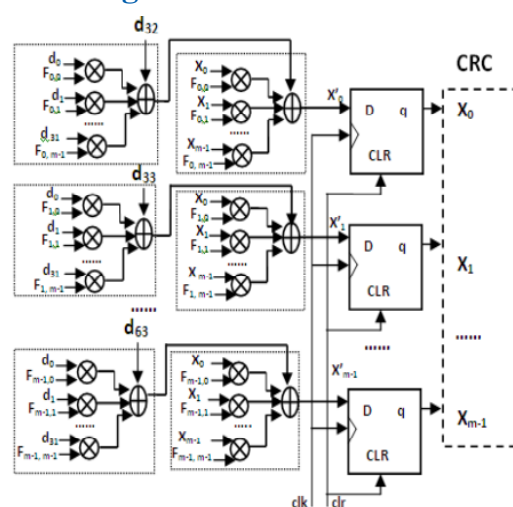 d32
d0
F0,0
d1
F0,1
......
d,31
F0, m-1
X0
F0,0
X1
F0,1
......
Xm-1
F0, m-1
X'0
D q
CLR
CRC
X0
d33
d0
F1,0
d1
F1,1
......
d31
F1, m-1
X0
F1,0
X1
F1,1
......
X m-1
F1, m-1
X'1
D q
CLR
X1
......
d63
d0
Fm-1,0
d1
Fm-1,1
......
d31
Fm-1, m-1
X0
Fm-1,0
X1
Fm-1,1
......
Xm-1
Fm-1, m-1
......
X'm-1
D q
CLR
......
Xm-1
clk clr